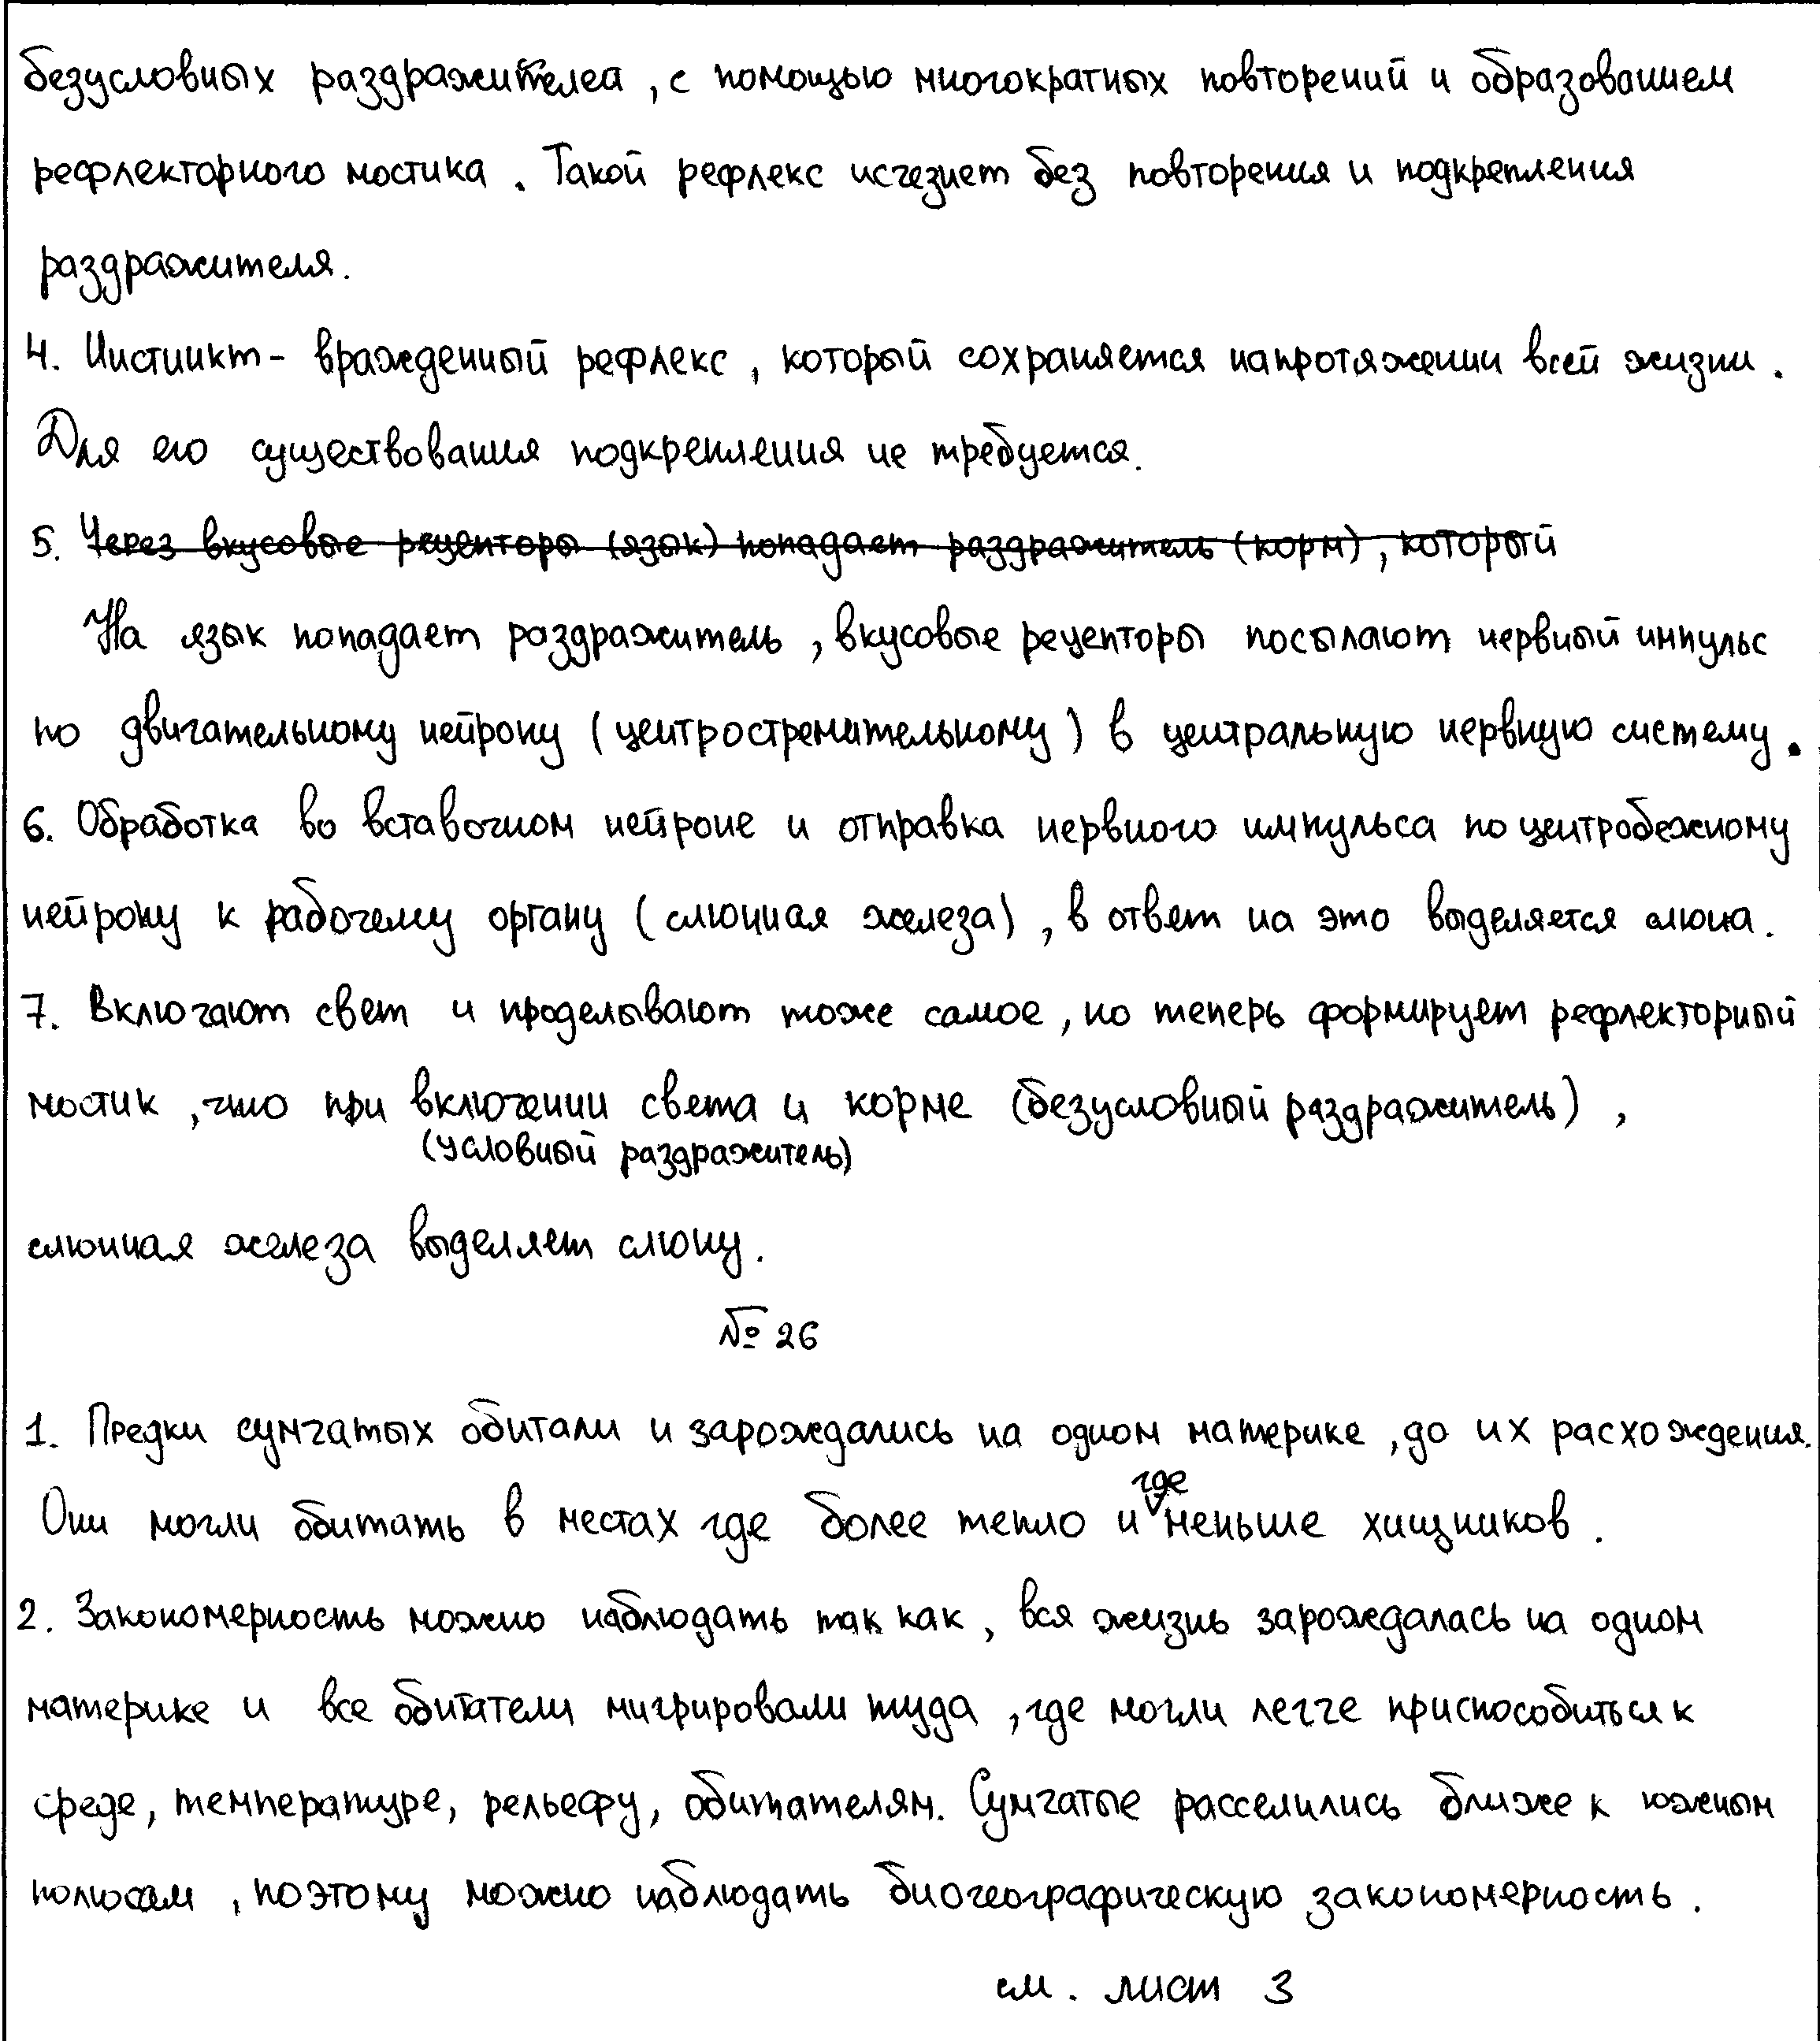 безусловных раздражителеа, с помощью многократных повторений и образованием
рефлекторного мостика. Такой рефлекс исчезнет без повторения и подкрепления
раздражителя.
4. Инстинкт - врожденный рефлекс, который сохраняется напротяжении всей жизни.
Для его существования подкрепления не требуется.
5. Через вкусовые рецепторы (язык) попадает раздражитель (корм), который
На язык попадает раздражитель, вкусовые рецепторы посылают нервный импульс
по двигательному нейрону (центростремительному) в центральную нервную систему.
6. Обработка во вставочном нейроне и отправка нервного импульса по центробежному
нейрону к рабочему органу (слюнная железа), в ответ на это выделяется слюна.
7. Включают свет и проделывают тоже самое, но теперь формирует рефлекторный
мостик, что при включении света и корме (безусловный раздражитель),
(условный раздражитель)
слюнная железа выделяет слюну.
№ 26
1. Предки сумчатых обитали и зарождались на одном материке, до их расхождения.
Они могли обитать в местах где более тепло и где меньше хищников.
2. Закономерность можно наблюдать так как, вся жизнь зарождалась на одном
материке и все обитатели мигрировали туда, где могли легче приспособиться к
среде, температуре, рельефу, обитателям. Сумчатые расселились ближе к южным
полюсам, поэтому можно наблюдать биогеографическую закономерность.
см. лист 3